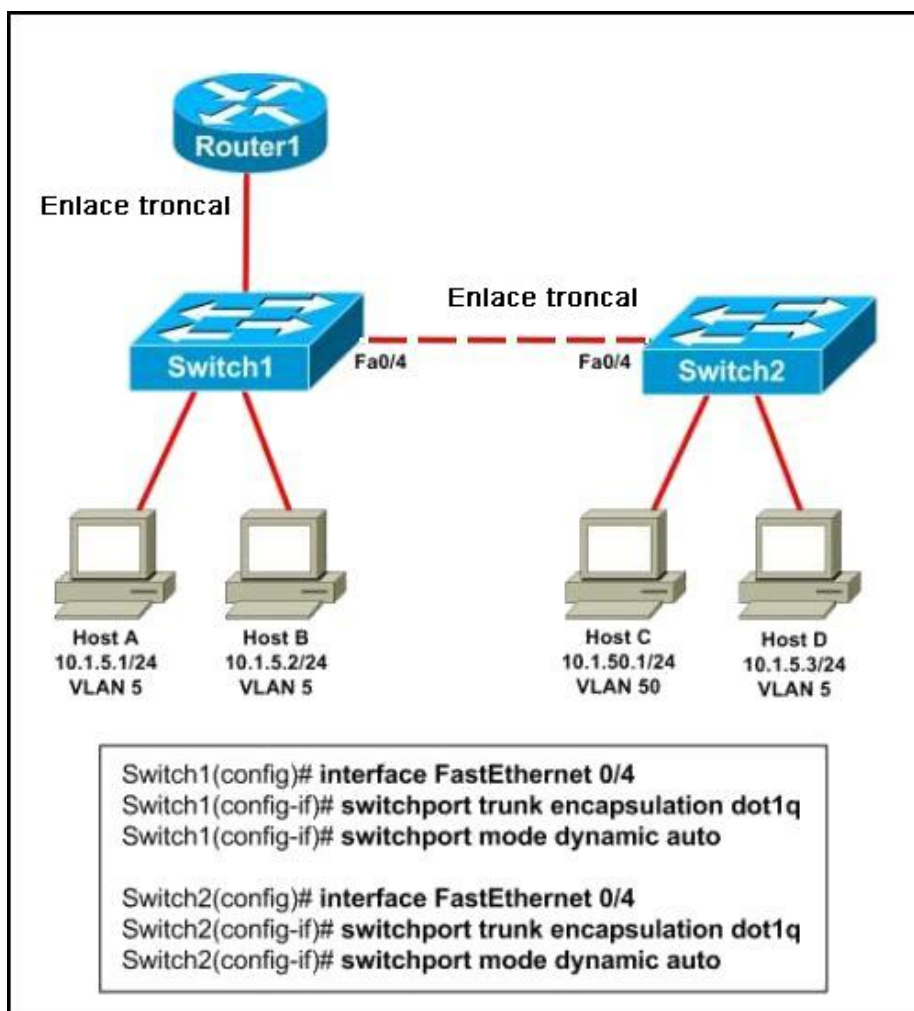 Router1
Enlace troncal
Enlace troncal
Switch1
Fa0/4
Fa0/4
Switch2
Host A
10.1.5.1/24
VLAN 5
Host B
10.1.5.2/24
VLAN 5
Host C
10.1.50.1/24
VLAN 50
Host D
10.1.5.3/24
VLAN 5
Switch1(config)# interface FastEthernet 0/4
Switch1(config-if)# switchport trunk encapsulation dot1q
Switch1(config-if)# switchport mode dynamic auto
Switch2(config)# interface FastEthernet 0/4
Switch2(config-if)# switchport trunk encapsulation dot1q
Switch2(config-if)# switchport mode dynamic auto